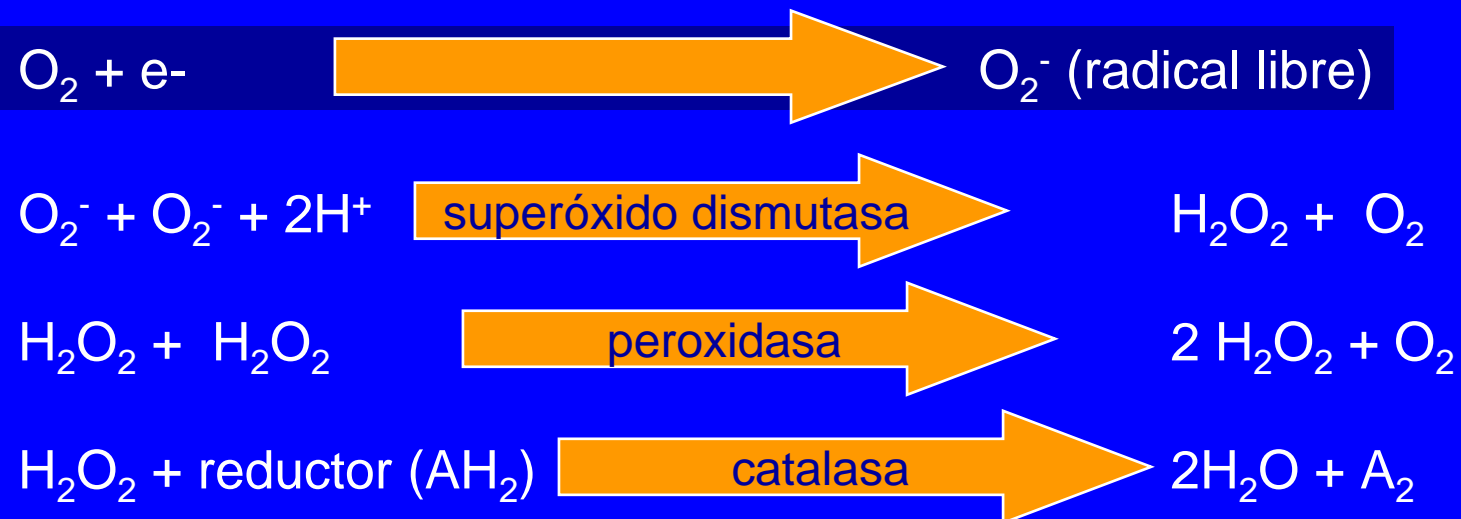 O₂ + e- O₂⁻ (radical libre)
O₂⁻ + O₂⁻ + 2H⁺ superóxido dismutasa H₂O₂ + O₂
H₂O₂ + H₂O₂ peroxidasa 2 H₂O₂ + O₂
H₂O₂ + reductor (AH₂) catalasa 2H₂O + A₂